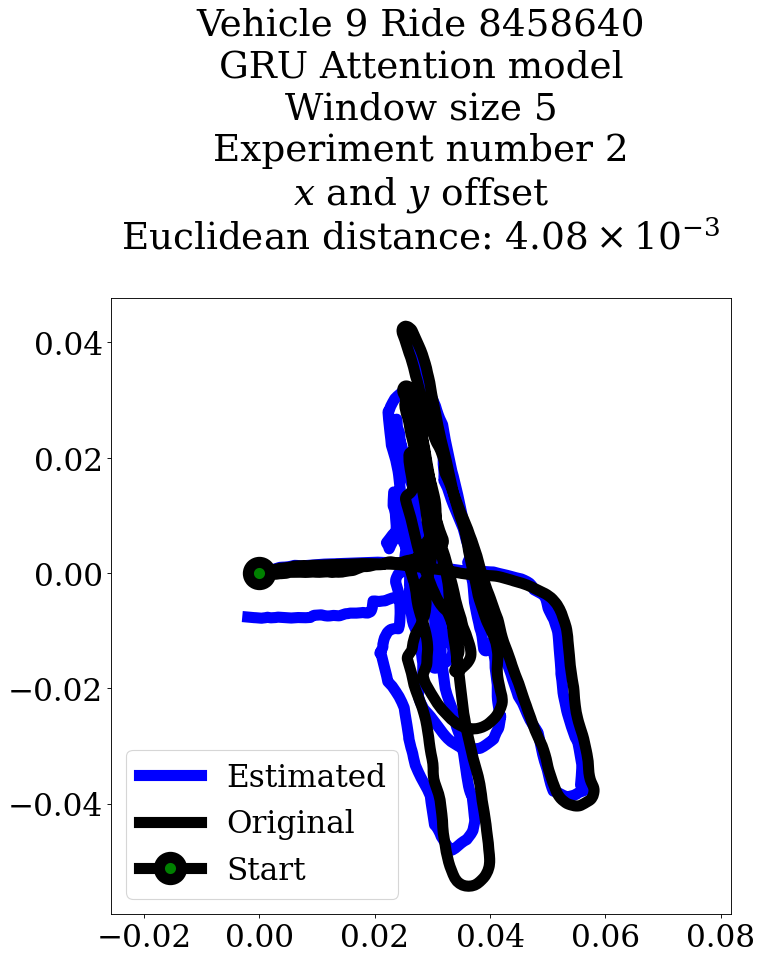 Vehicle 9 Ride 8458640
GRU Attention model
Window size 5
Experiment number 2
x and y offset
Euclidean distance: 4.08 × 10⁻³
0.04
0.02
0.00
−0.02
−0.04
Estimated
Original
Start
−0.02 0.00 0.02 0.04 0.06 0.08